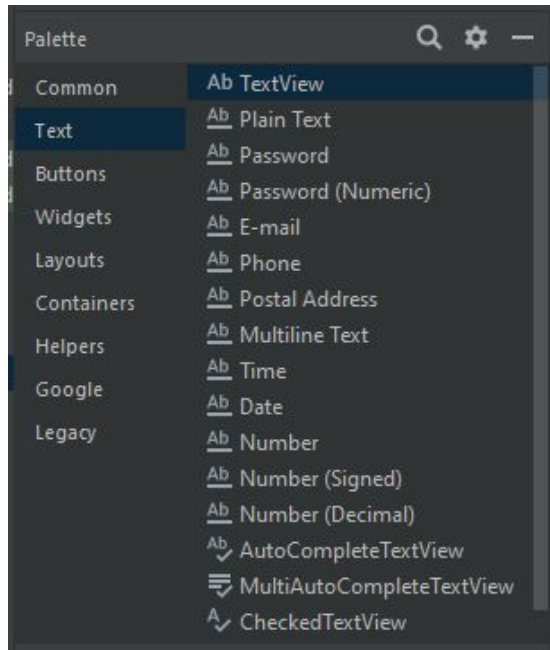 Palette
Common
Text
Buttons
Widgets
Layouts
Containers
Helpers
Google
Legacy
Ab TextView
Ab Plain Text
Ab Password
Ab Password (Numeric)
Ab E-mail
Ab Phone
Ab Postal Address
Ab Multiline Text
Ab Time
Ab Date
Ab Number
Ab Number (Signed)
Ab Number (Decimal)
Ab AutoCompleteTextView
MultiAutoCompleteTextView
A CheckedTextView